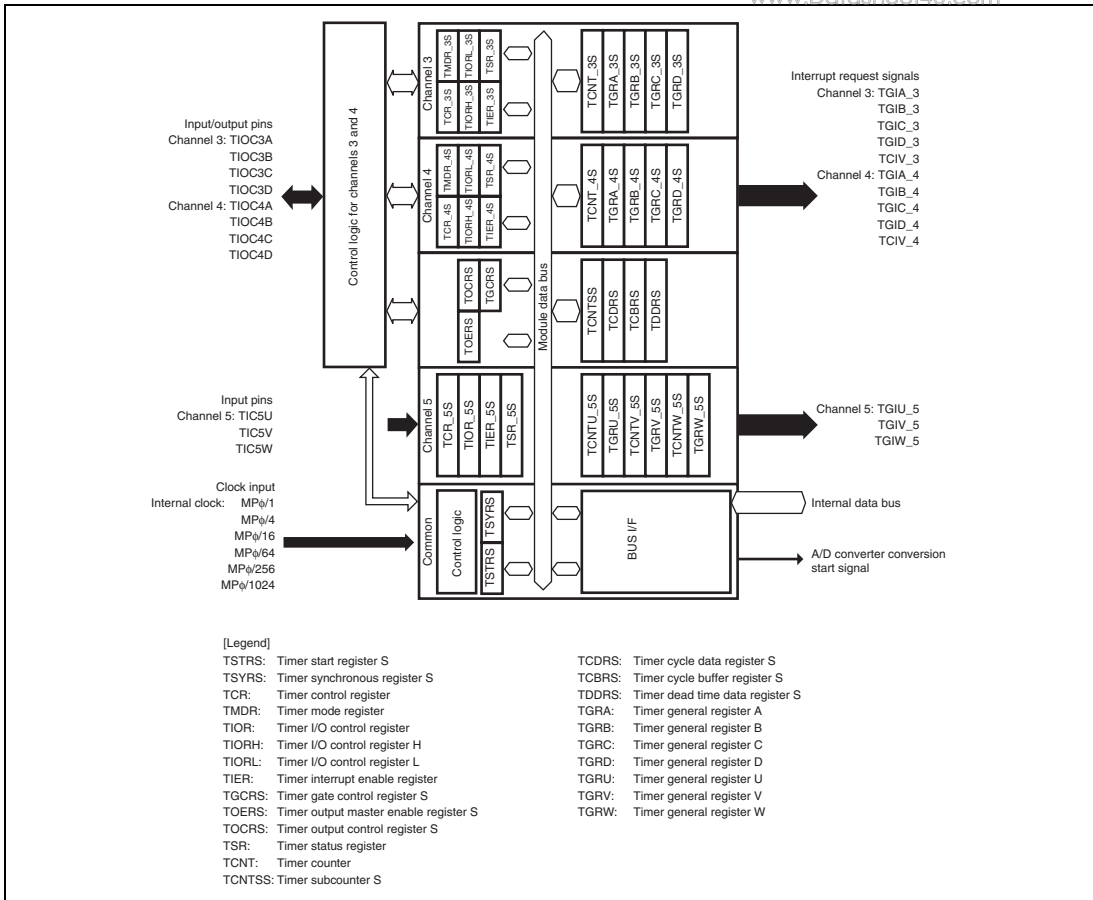 Input/output pins
Channel 3: TIOC3A
TIOC3B
TIOC3C
TIOC3D
Channel 4: TIOC4A
TIOC4B
TIOC4C
TIOC4D
Input pins
Channel 5: TIC5U
TIC5V
TIC5W
Clock input
Internal clock: MPφ/1
MPφ/4
MPφ/16
MPφ/64
MPφ/256
MPφ/1024
Control logic for channels 3 and 4
Channel 3
TMDR_3S
TIORL_3S
TSR_3S
TCR_3S
TIORH_3S
TIER_3S
TCNT_3S
TGRA_3S
TGRB_3S
TGRC_3S
TGRD_3S
Channel 4
TMDR_4S
TIORL_4S
TSR_4S
TCR_4S
TIORH_4S
TIER_4S
TCNT_4S
TGRA_4S
TGRB_4S
TGRC_4S
TGRD_4S
TOCRS
TGCRS
TOERS
Module data bus
TCNTSS
TCDRS
TCBRS
TDDRS
Channel 5
TCR_5S
TIOR_5S
TIER_5S
TSR_5S
TCNTU_5S
TGRU_5S
TCNTV_5S
TGRV_5S
TCNTW_5S
TGRW_5S
Common
Control logic
TSYRS
TSTRS
BUS I/F
Interrupt request signals
Channel 3: TGIA_3
TGIB_3
TGIC_3
TGID_3
TCIV_3
Channel 4: TGIA_4
TGIB_4
TGIC_4
TGID_4
TCIV_4
Channel 5: TGIU_5
TGIV_5
TGIW_5
Internal data bus
A/D converter conversion
start signal
[Legend]
TSTRS: Timer start register S
TSYRS: Timer synchronous register S
TCR: Timer control register
TMDR: Timer mode register
TIOR: Timer I/O control register
TIORH: Timer I/O control register H
TIORL: Timer I/O control register L
TIER: Timer interrupt enable register
TGCRS: Timer gate control register S
TOERS: Timer output master enable register S
TOCRS: Timer output control register S
TSR: Timer status register
TCNT: Timer counter
TCNTSS: Timer subcounter S
TCDRS: Timer cycle data register S
TCBRS: Timer cycle buffer register S
TDDRS: Timer dead time data register S
TGRA: Timer general register A
TGRB: Timer general register B
TGRC: Timer general register C
TGRD: Timer general register D
TGRU: Timer general register U
TGRV: Timer general register V
TGRW: Timer general register W